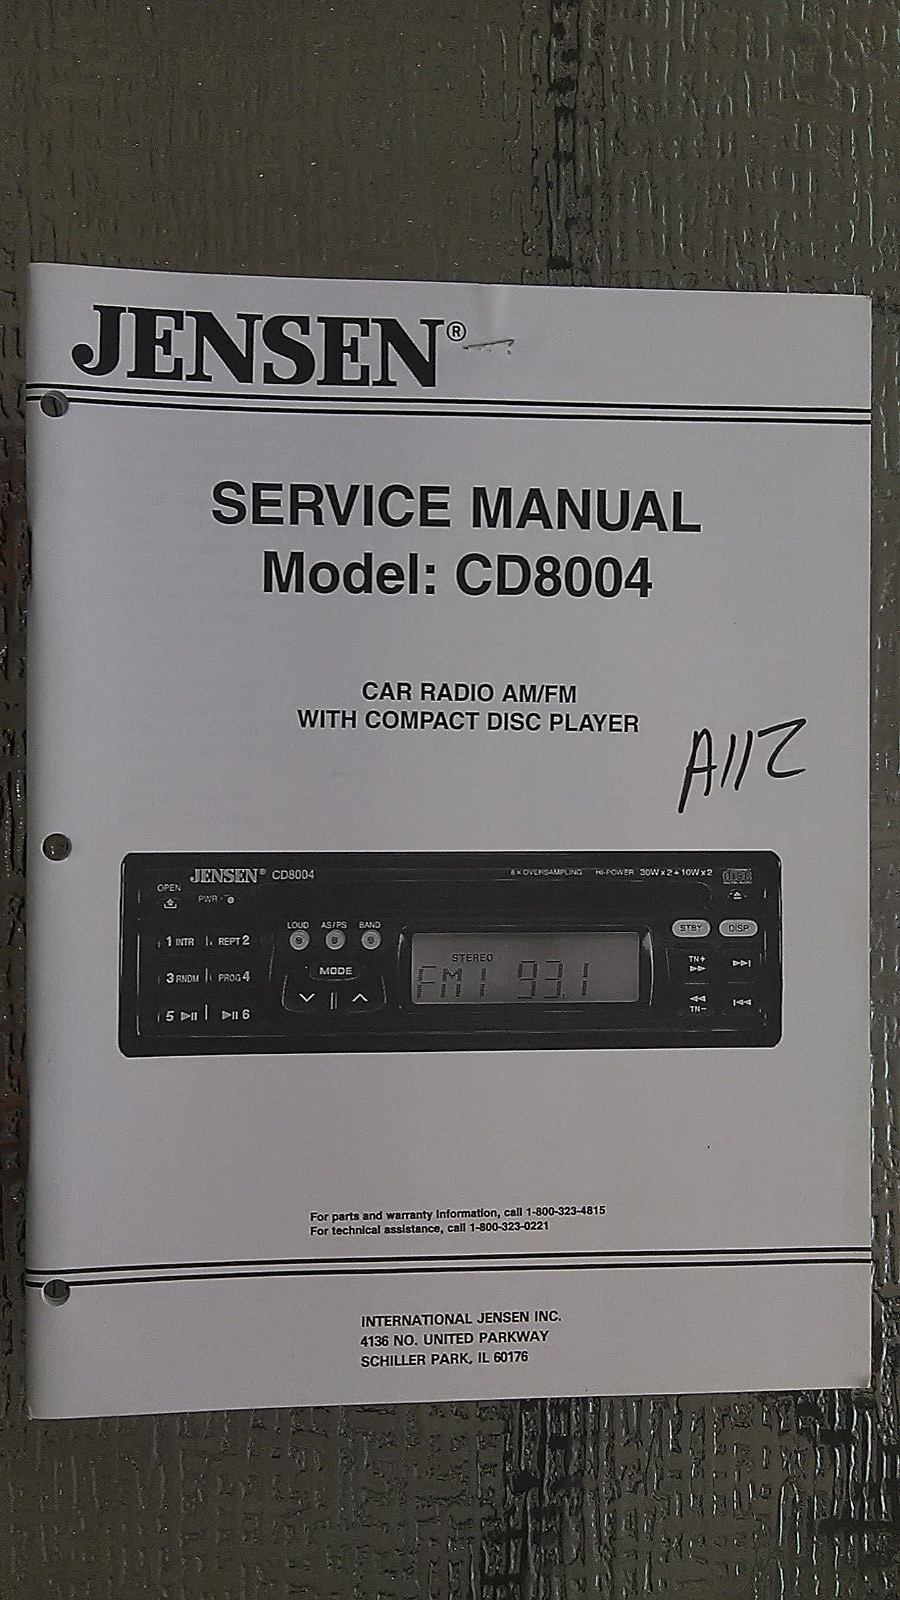 JENSEN®
SERVICE MANUAL
Model: CD8004
CAR RADIO AM/FM
WITH COMPACT DISC PLAYER
A112
JENSEN® CD8004
8 × OVERSAMPLING HI-POWER 30W x 2 + 10W x 2
OPEN
PWR
LOUD AS/PS BAND
STBY DISP
1 INTR REPT 2
MODE
STEREO
FM1 93.1
TN+
3 RNDM PROG 4
5 6
TN-
For parts and warranty information, call 1-800-323-4815
For technical assistance, call 1-800-323-0221
INTERNATIONAL JENSEN INC.
4136 NO. UNITED PARKWAY
SCHILLER PARK, IL 60176